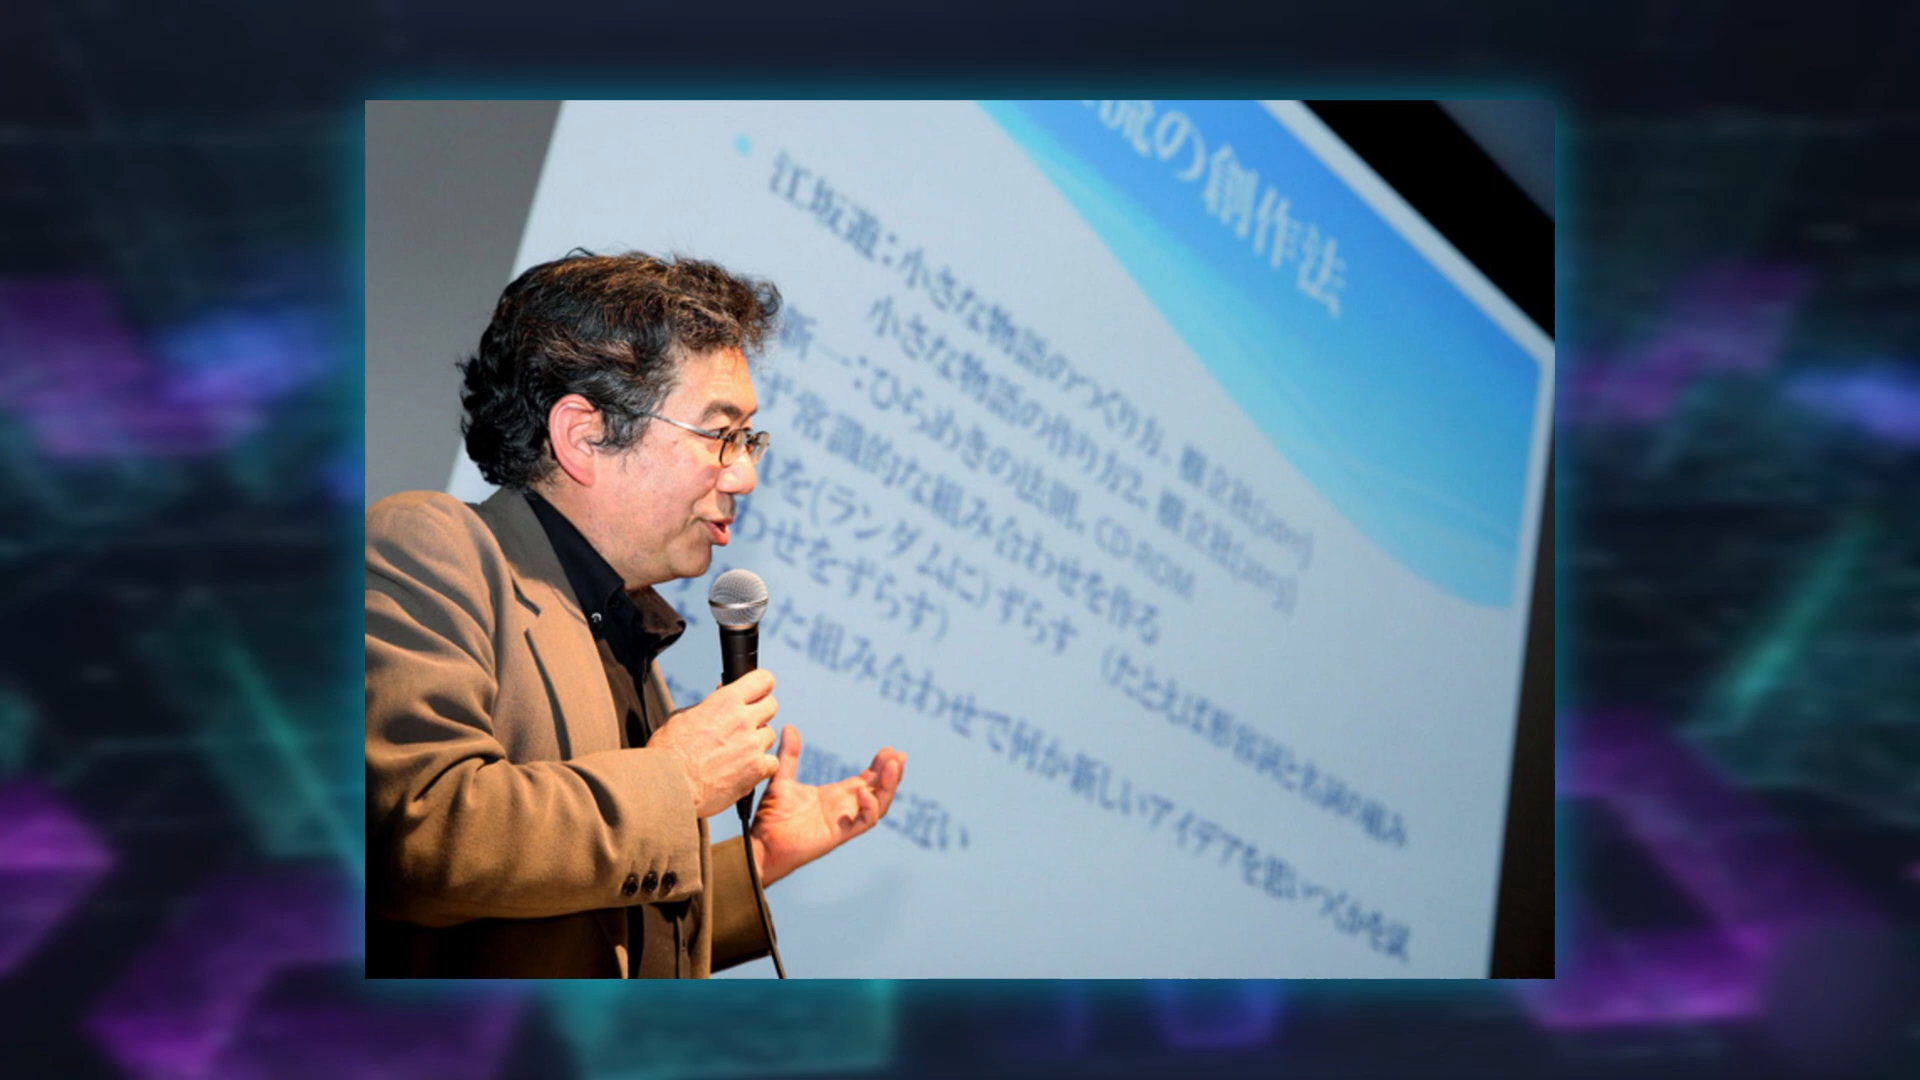 流の創作法
江坂遊：小さな物語のつくり方，樹立社(2011)
小さな物語の作り方2，樹立社(2013)
新一：ひらめきの法則，CD-ROM
ず常識的な組み合わせを作る
れを(ランダムに)ずらす（たとえば形容詞と名詞の組み
わせをずらす）
た組み合わせで何か新しいアイデアを思いつくかを試
に近い